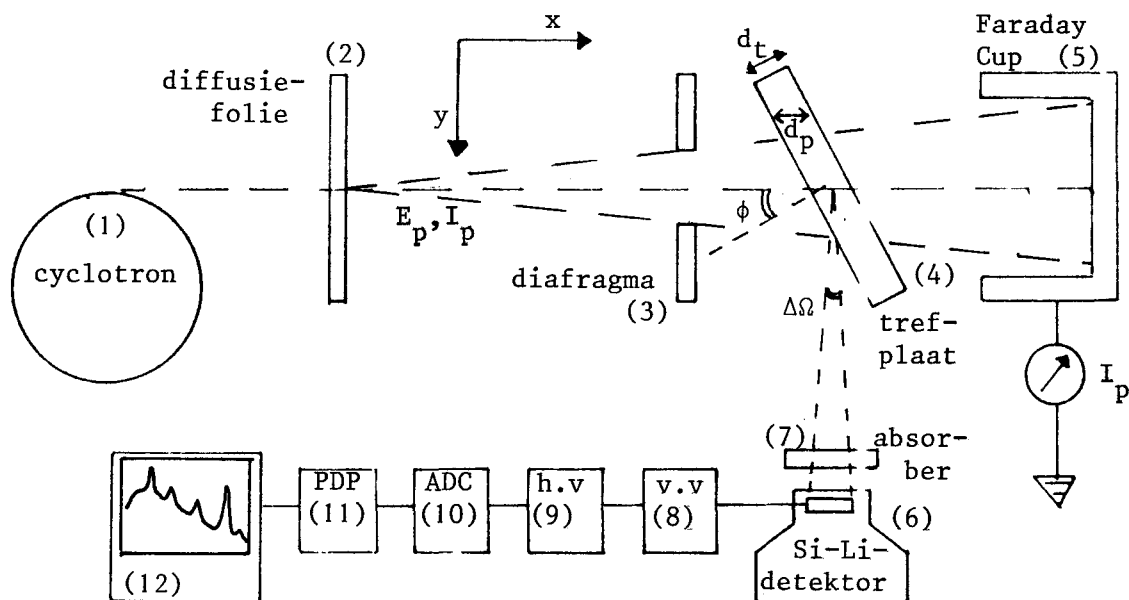 x
y
(2)
diffusie-
folie
d_t
d_p
Faraday
Cup (5)
(1)
cyclotron
E_p, I_p
ϕ
diafragma
(3)
(4)
tref-
plaat
ΔΩ
I_p
(7)
absor-
ber
PDP
(11)
ADC
(10)
h.v
(9)
v.v
(8)
(6)
Si-Li-
detektor
(12)